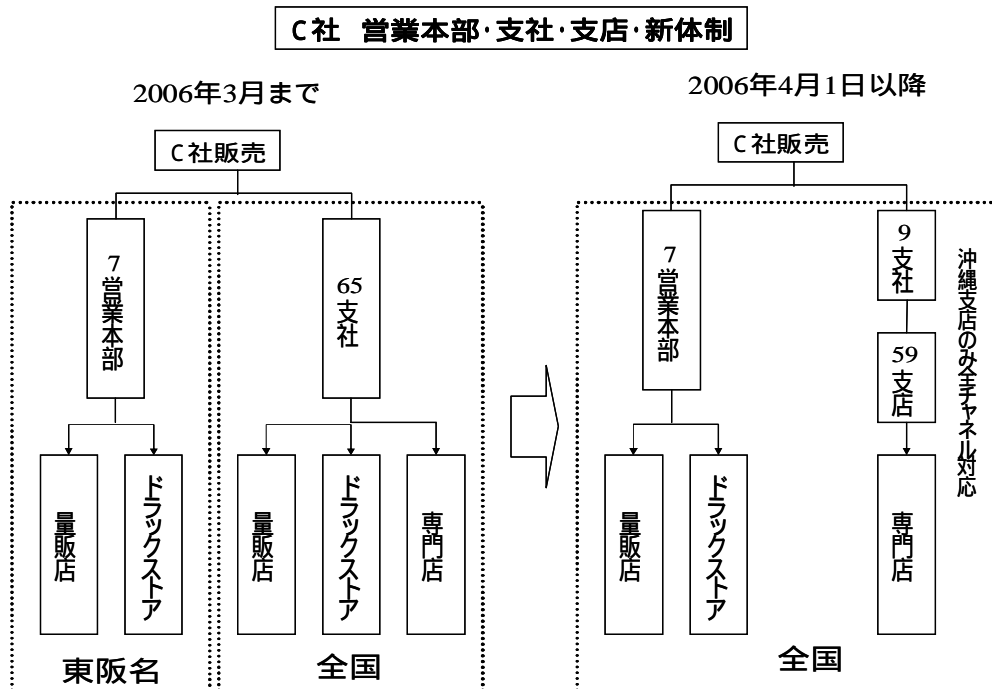 C社 営業本部・支社・支店・新体制
2006年3月まで
C社販売
7営業本部
65支社
量販店
ドラックストア
量販店
ドラックストア
専門店
東阪名
全国
2006年4月1日以降
C社販売
7営業本部
9支社
59支店
沖縄支店のみ全チャネル対応
量販店
ドラックストア
専門店
全国